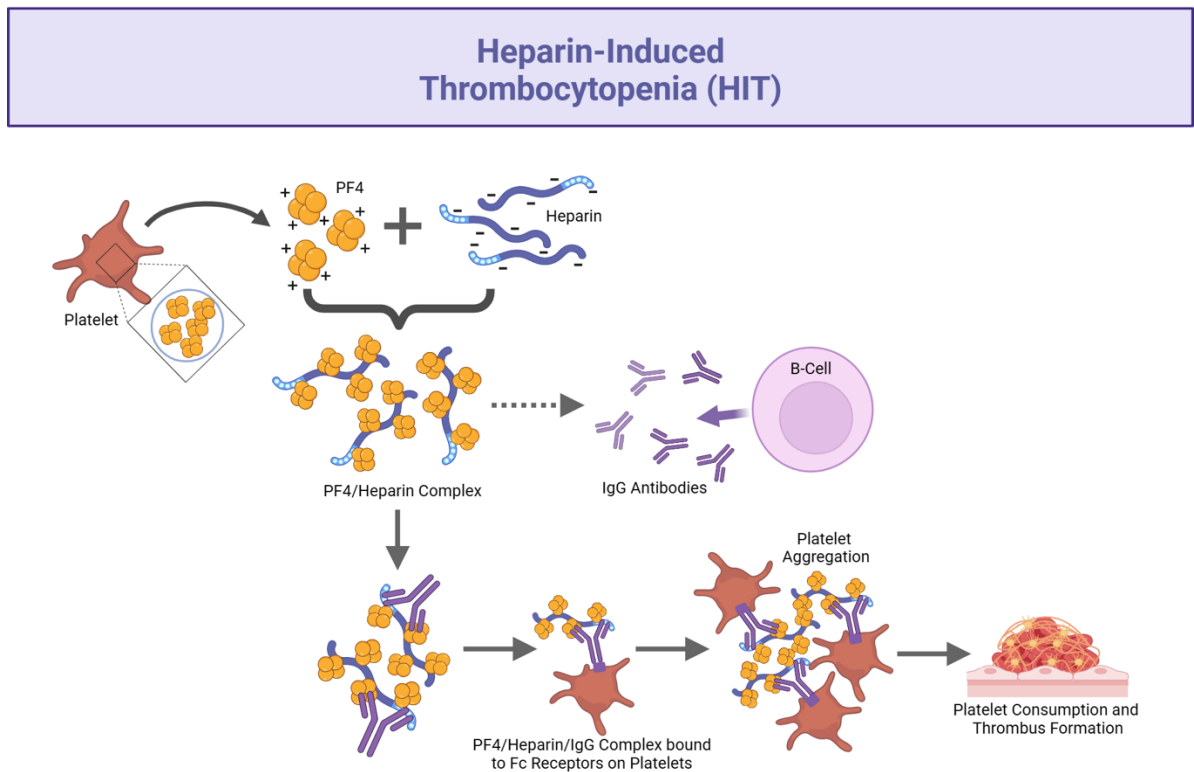 Heparin-Induced
Thrombocytopenia (HIT)
PF4
Heparin
+
+
+
+
+
+
+
+
+
+
-
-
-
-
-
-
-
-
-
Platelet
B-Cell
PF4/Heparin Complex
IgG Antibodies
Platelet
Aggregation
PF4/Heparin/IgG Complex bound
to Fc Receptors on Platelets
Platelet Consumption and
Thrombus Formation